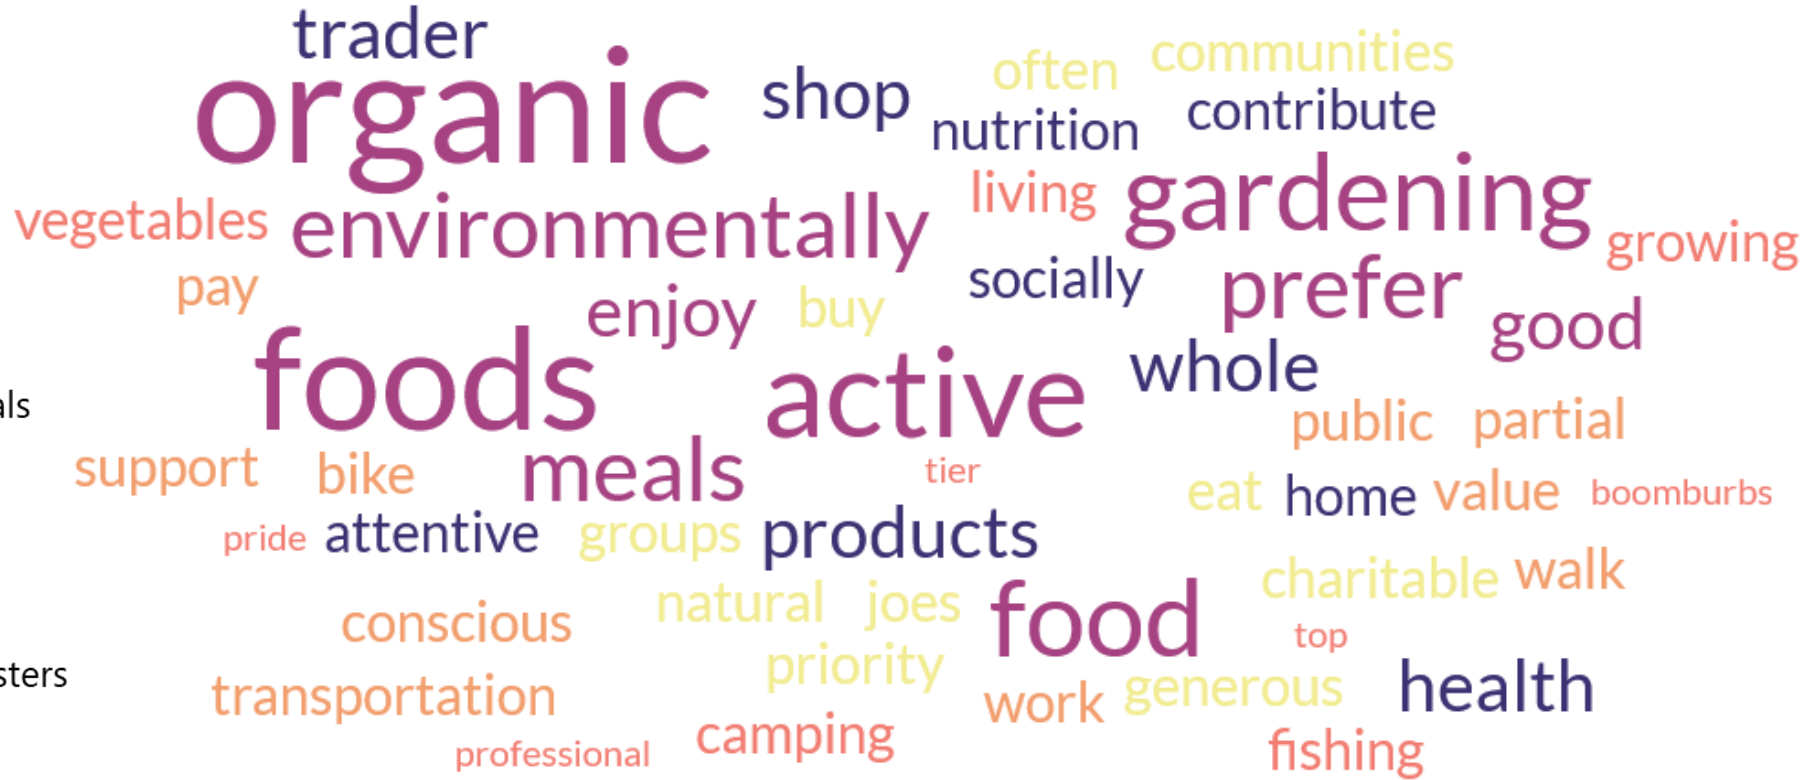 trader
organic
shop
often
communities
nutrition
contribute
vegetables
environmentally
living
gardening
growing
pay
enjoy
buy
socially
prefer
good
foods
active
whole
als
public
partial
support
bike
meals
tier
eat
home
value
boomburbs
pride
attentive
groups
products
charitable
walk
conscious
natural
joes
food
top
sters
transportation
priority
work
generous
health
professional
camping
fishing